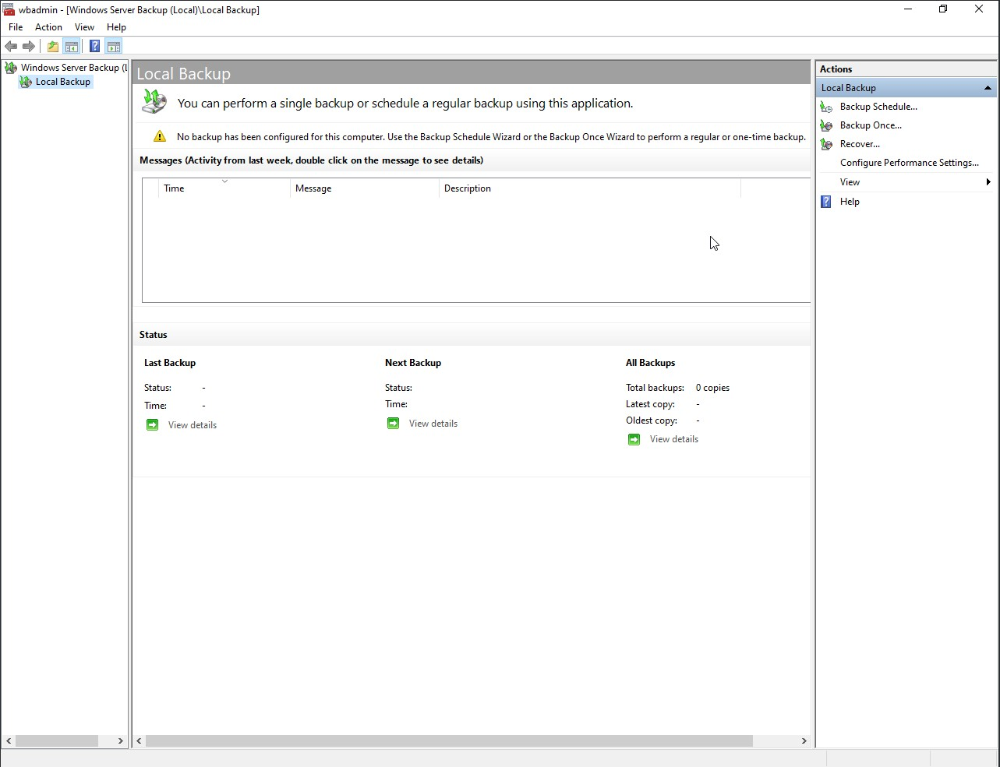 wbadmin - [Windows Server Backup (Local)\Local Backup]
File Action View Help
Windows Server Backup (L
Local Backup
Local Backup
You can perform a single backup or schedule a regular backup using this application.
No backup has been configured for this computer. Use the Backup Schedule Wizard or the Backup Once Wizard to perform a regular or one-time backup.
Messages (Activity from last week, double click on the message to see details)
Time Message Description
Status
Last Backup
Status: -
Time: -
View details
Next Backup
Status:
Time:
View details
All Backups
Total backups: 0 copies
Latest copy: -
Oldest copy: -
View details
Actions
Local Backup
Backup Schedule...
Backup Once...
Recover...
Configure Performance Settings...
View
Help